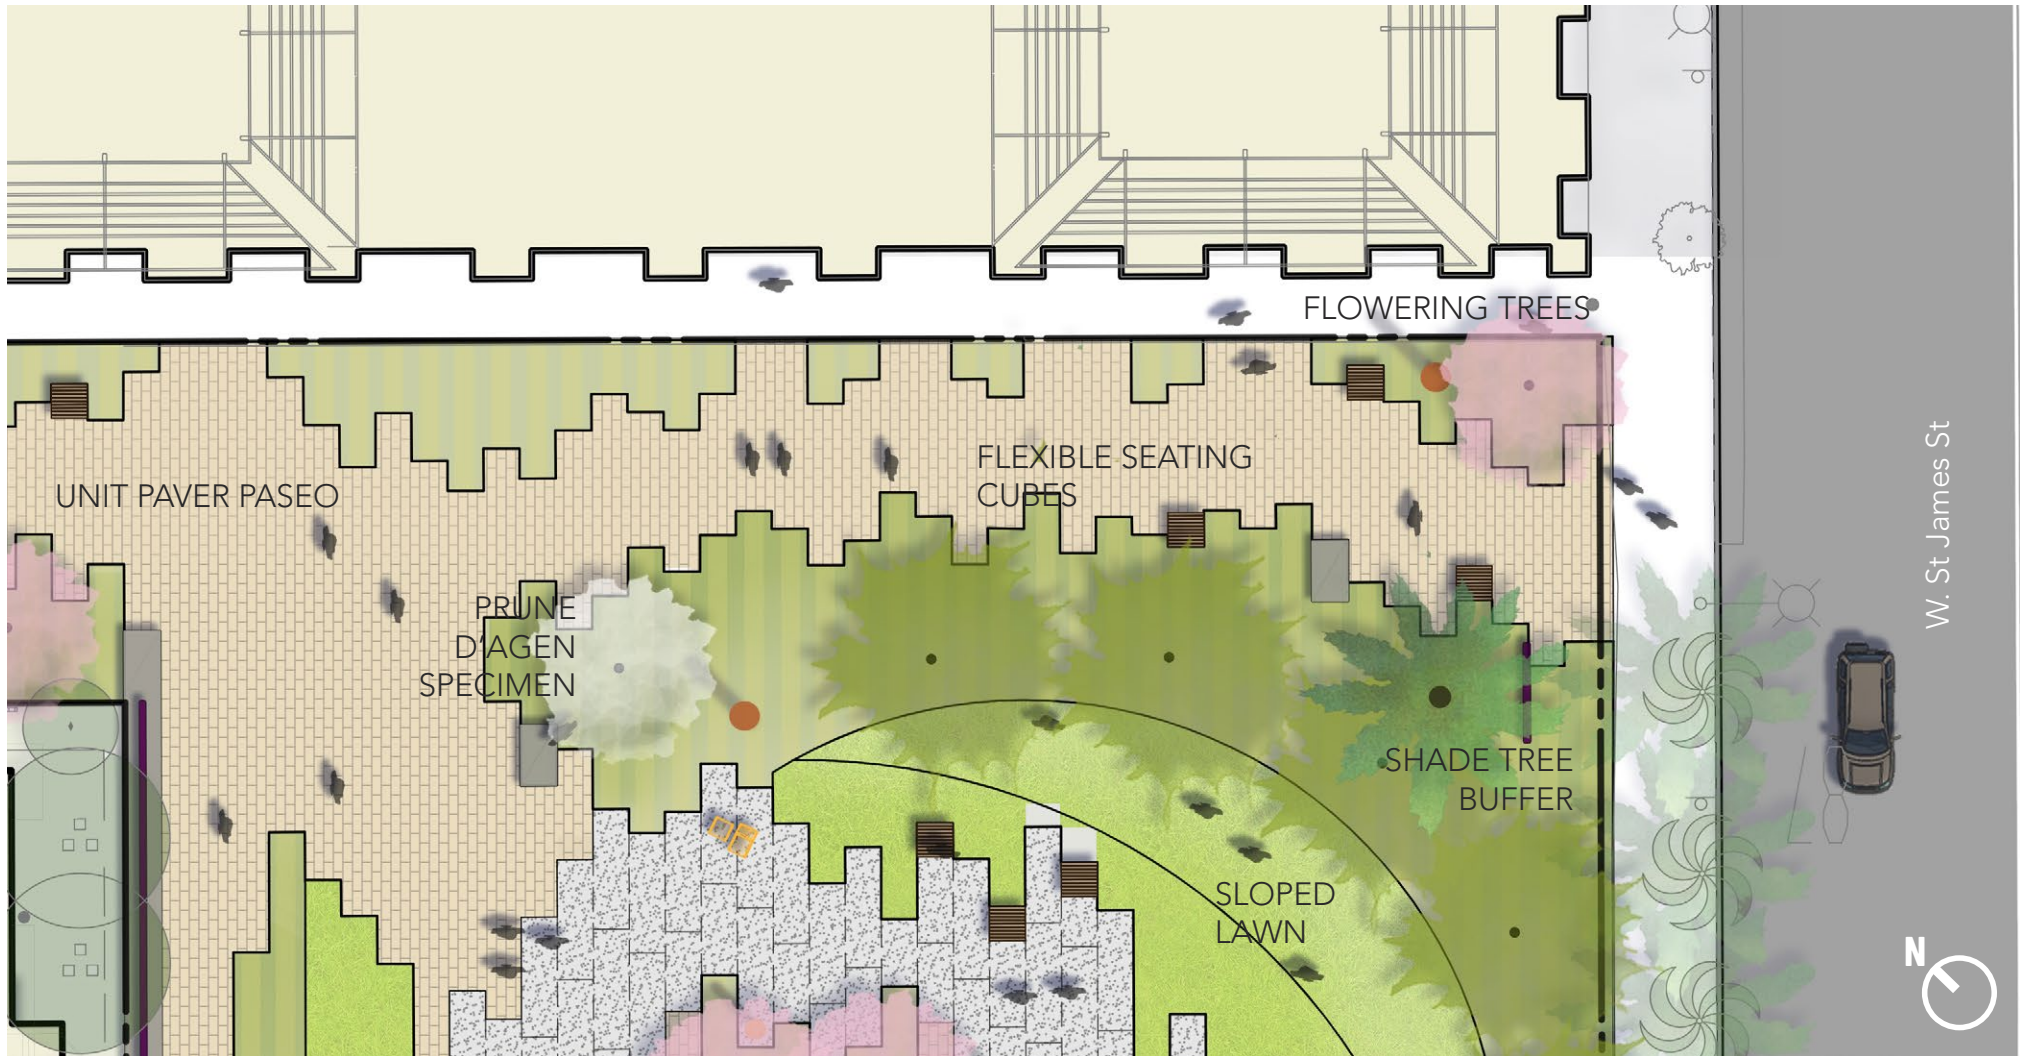 FLOWERING TREES
FLEXIBLE SEATING
CUBES
UNIT PAVER PASEO
W. St James St
PRUNE
D'AGEN
SPECIMEN
SHADE TREE
BUFFER
SLOPED
LAWN
N